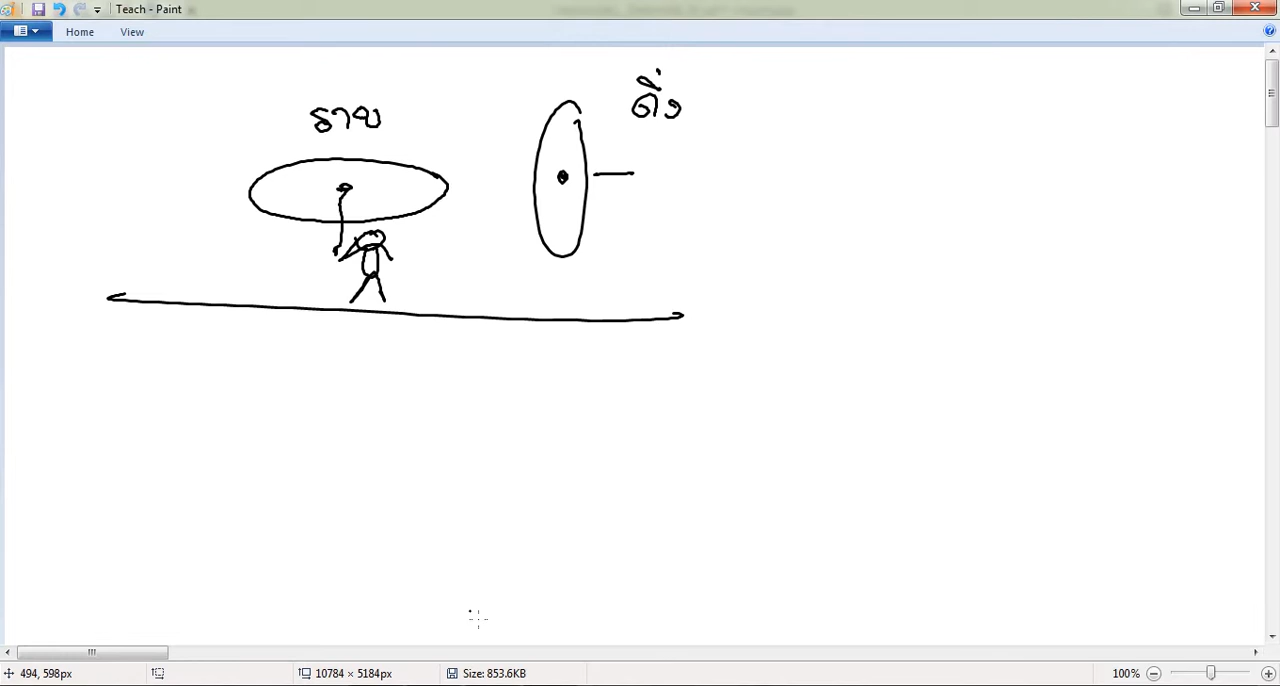 Teach - Paint
Home View
ราบ
ดิ่ง
494, 598px
10784 × 5184px
Size: 853.6KB
100%